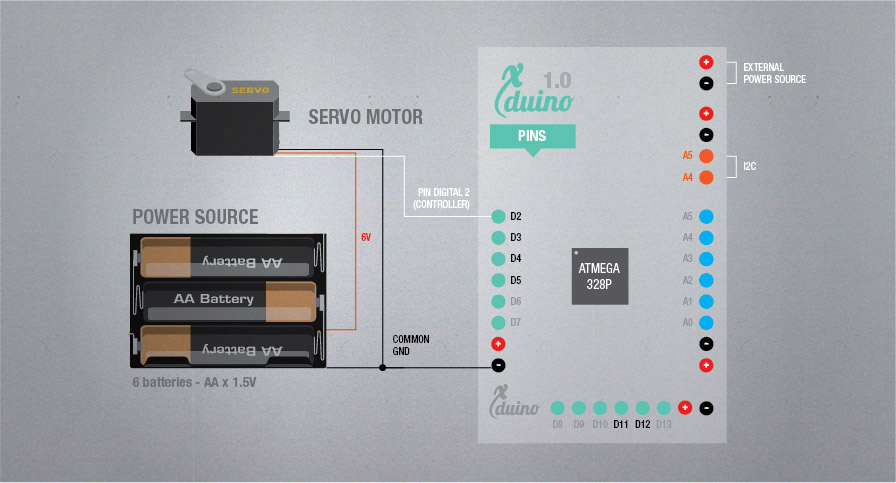 x
duino
1.0
PINS
EXTERNAL
POWER SOURCE
SERVO
SERVO MOTOR
A5
A4
I2C
PIN DIGITAL 2
(CONTROLLER)
POWER SOURCE
6V
AA Battery
AA Battery
AA Battery
6 batteries - AA x 1.5V
COMMON
GND
D2
D3
D4
D5
D6
D7
ATMEGA
328P
A5
A4
A3
A2
A1
A0
x
duino
D8 D9 D10 D11 D12 D13